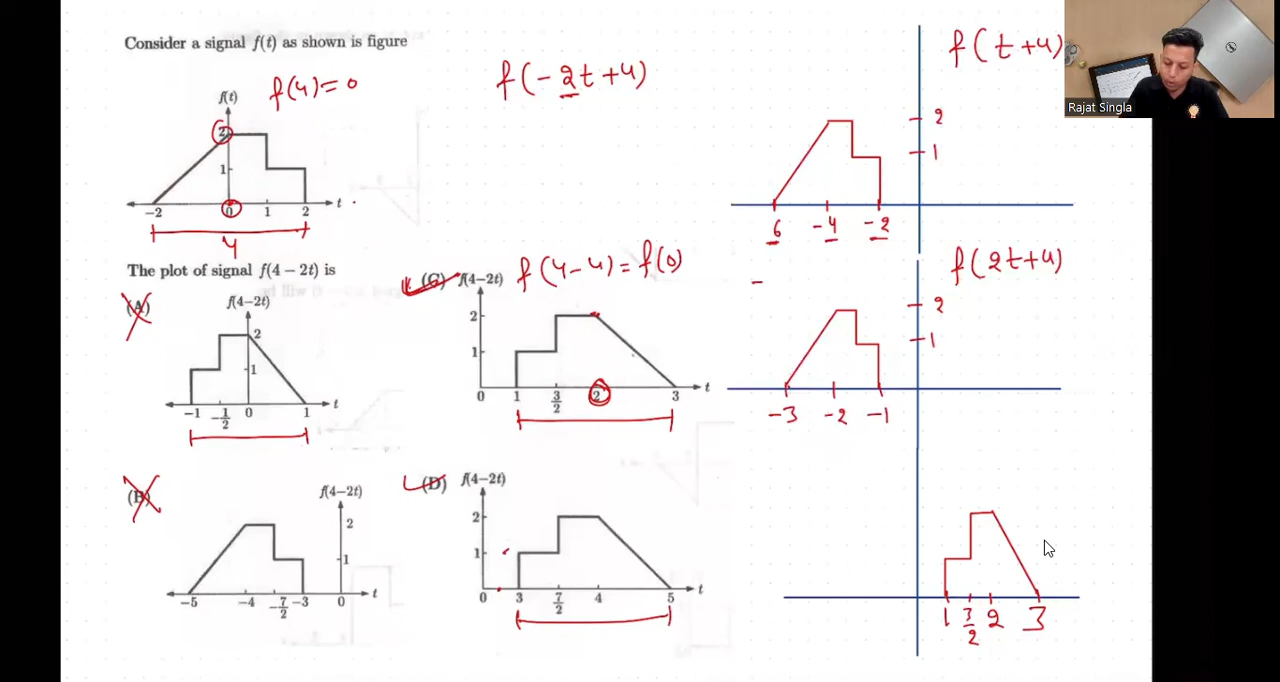 Consider a signal f(t) as shown is figure
f(4)=0
f(-2t+4)
f(t+4)
Rajat Singla
f(t)
2
1
-2 0 1 2 t
4
2
1
6 -4 -2
The plot of signal f(4 − 2t) is
(A)
f(4−2t)
2
1
-1 -1/2 0 1 t
(C) f(4−2t)
f(4-4)=f(0)
2
1
0 1 3/2 2 3 t
f(2t+4)
2
1
-3 -2 -1
(B)
f(4−2t)
2
1
-5 -4 -7/2 -3 0 t
(D) f(4−2t)
2
1
0 3 7/2 4 5 t
1 3/2 2 3